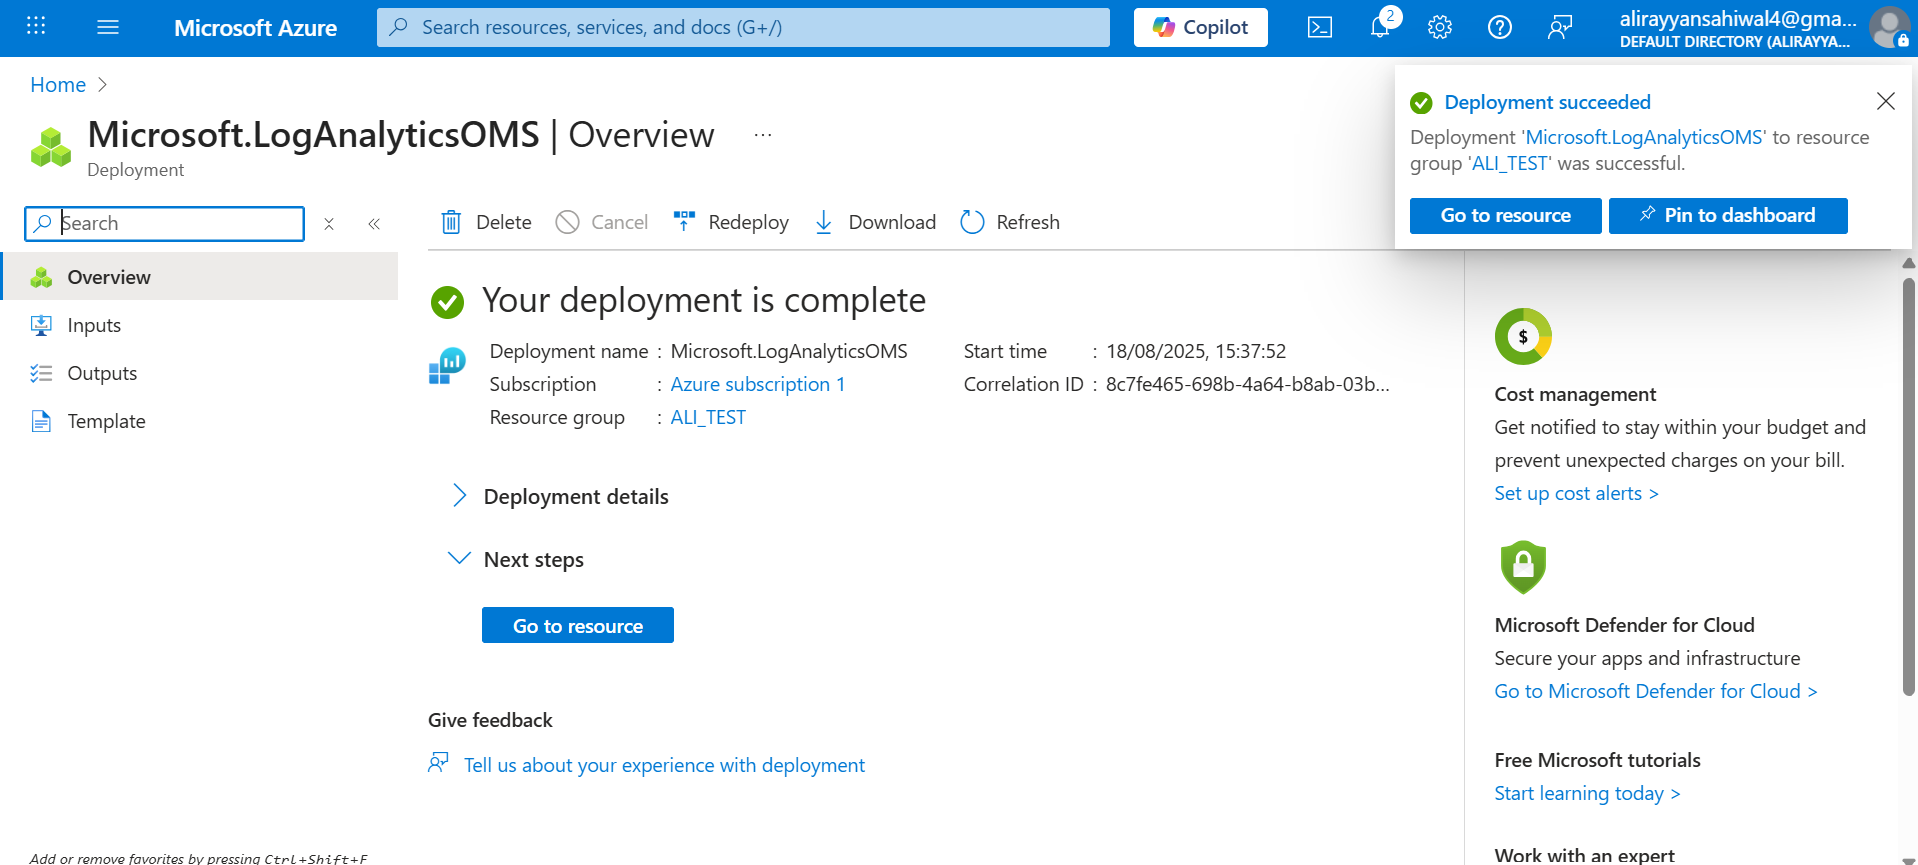 Microsoft Azure
Search resources, services, and docs (G+/)
Copilot
2
alirayyansahiwal4@gma...
DEFAULT DIRECTORY (ALIRAYYA...
Home
Microsoft.LogAnalyticsOMS | Overview ...
Deployment
Deployment succeeded
Deployment 'Microsoft.LogAnalyticsOMS' to resource
group 'ALI_TEST' was successful.
Go to resource
Pin to dashboard
Search
Overview
Inputs
Outputs
Template
Delete
Cancel
Redeploy
Download
Refresh
Your deployment is complete
Deployment name : Microsoft.LogAnalyticsOMS
Subscription : Azure subscription 1
Resource group : ALI_TEST
Start time : 18/08/2025, 15:37:52
Correlation ID : 8c7fe465-698b-4a64-b8ab-03b...
Deployment details
Next steps
Go to resource
Give feedback
Tell us about your experience with deployment
$
Cost management
Get notified to stay within your budget and
prevent unexpected charges on your bill.
Set up cost alerts >
Microsoft Defender for Cloud
Secure your apps and infrastructure
Go to Microsoft Defender for Cloud >
Free Microsoft tutorials
Start learning today >
Work with an expert
Add or remove favorites by pressing Ctrl+Shift+F